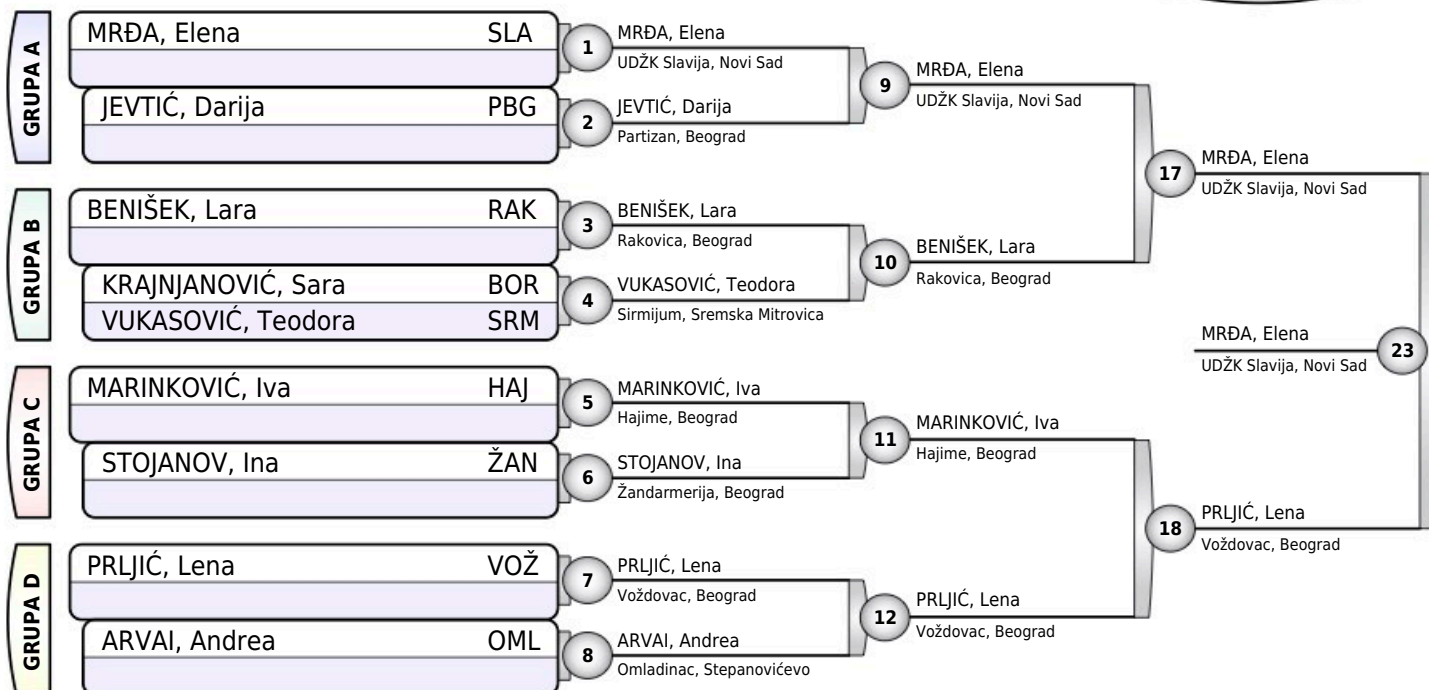 GRUPA A
MRĐA, Elena SLA
JEVTIĆ, Darija PBG
GRUPA B
BENIŠEK, Lara RAK
KRAJNJANOVIĆ, Sara BOR
VUKASOVIĆ, Teodora SRM
GRUPA C
MARINKOVIĆ, Iva HAJ
STOJANOV, Ina ŽAN
GRUPA D
PRLJIĆ, Lena VOŽ
ARVAI, Andrea OML
1
MRĐA, Elena
UDŽK Slavija, Novi Sad
2
JEVTIĆ, Darija
Partizan, Beograd
3
BENIŠEK, Lara
Rakovica, Beograd
4
VUKASOVIĆ, Teodora
Sirmijum, Sremska Mitrovica
5
MARINKOVIĆ, Iva
Hajime, Beograd
6
STOJANOV, Ina
Žandarmerija, Beograd
7
PRLJIĆ, Lena
Voždovac, Beograd
8
ARVAI, Andrea
Omladinac, Stepanovićevo
9
MRĐA, Elena
UDŽK Slavija, Novi Sad
10
BENIŠEK, Lara
Rakovica, Beograd
11
MARINKOVIĆ, Iva
Hajime, Beograd
12
PRLJIĆ, Lena
Voždovac, Beograd
17
MRĐA, Elena
UDŽK Slavija, Novi Sad
18
PRLJIĆ, Lena
Voždovac, Beograd
MRĐA, Elena
UDŽK Slavija, Novi Sad
23